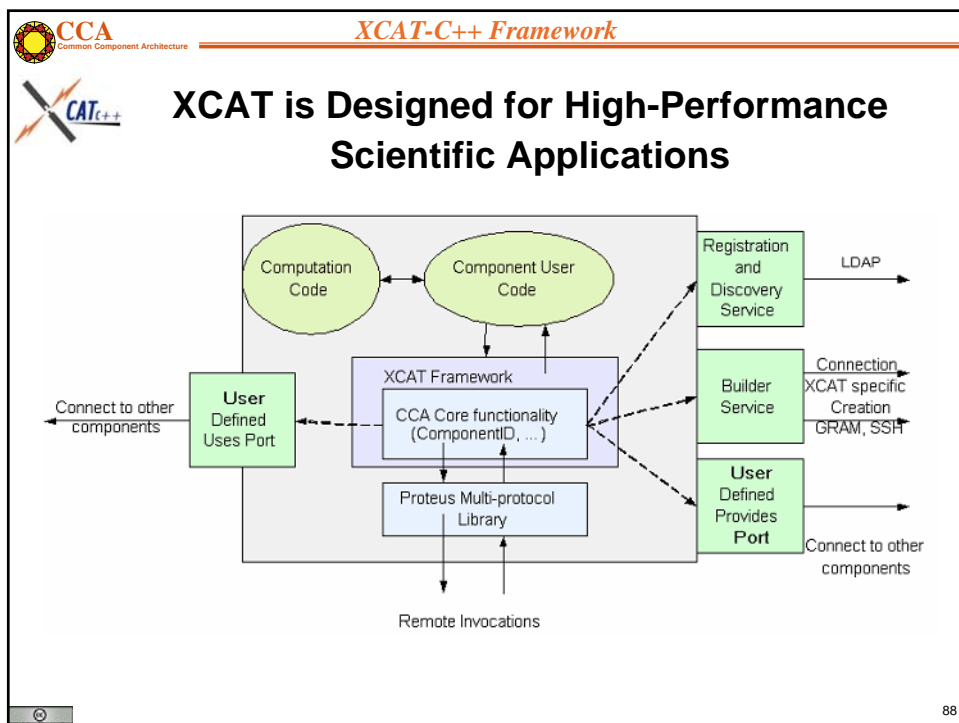 CCA
Common Component Architecture
XCAT-C++ Framework
CAT C++
XCAT is Designed for High-Performance
Scientific Applications
Computation
Code
Component User
Code
Registration
and
Discovery
Service
LDAP
XCAT Framework
CCA Core functionality
(ComponentID, ... )
User
Defined
Uses Port
Connect to other
components
Builder
Service
Connection
XCAT specific
Creation
GRAM, SSH
Proteus Multi-protocol
Library
User
Defined
Provides
Port
Connect to other
components
Remote Invocations
cc
88